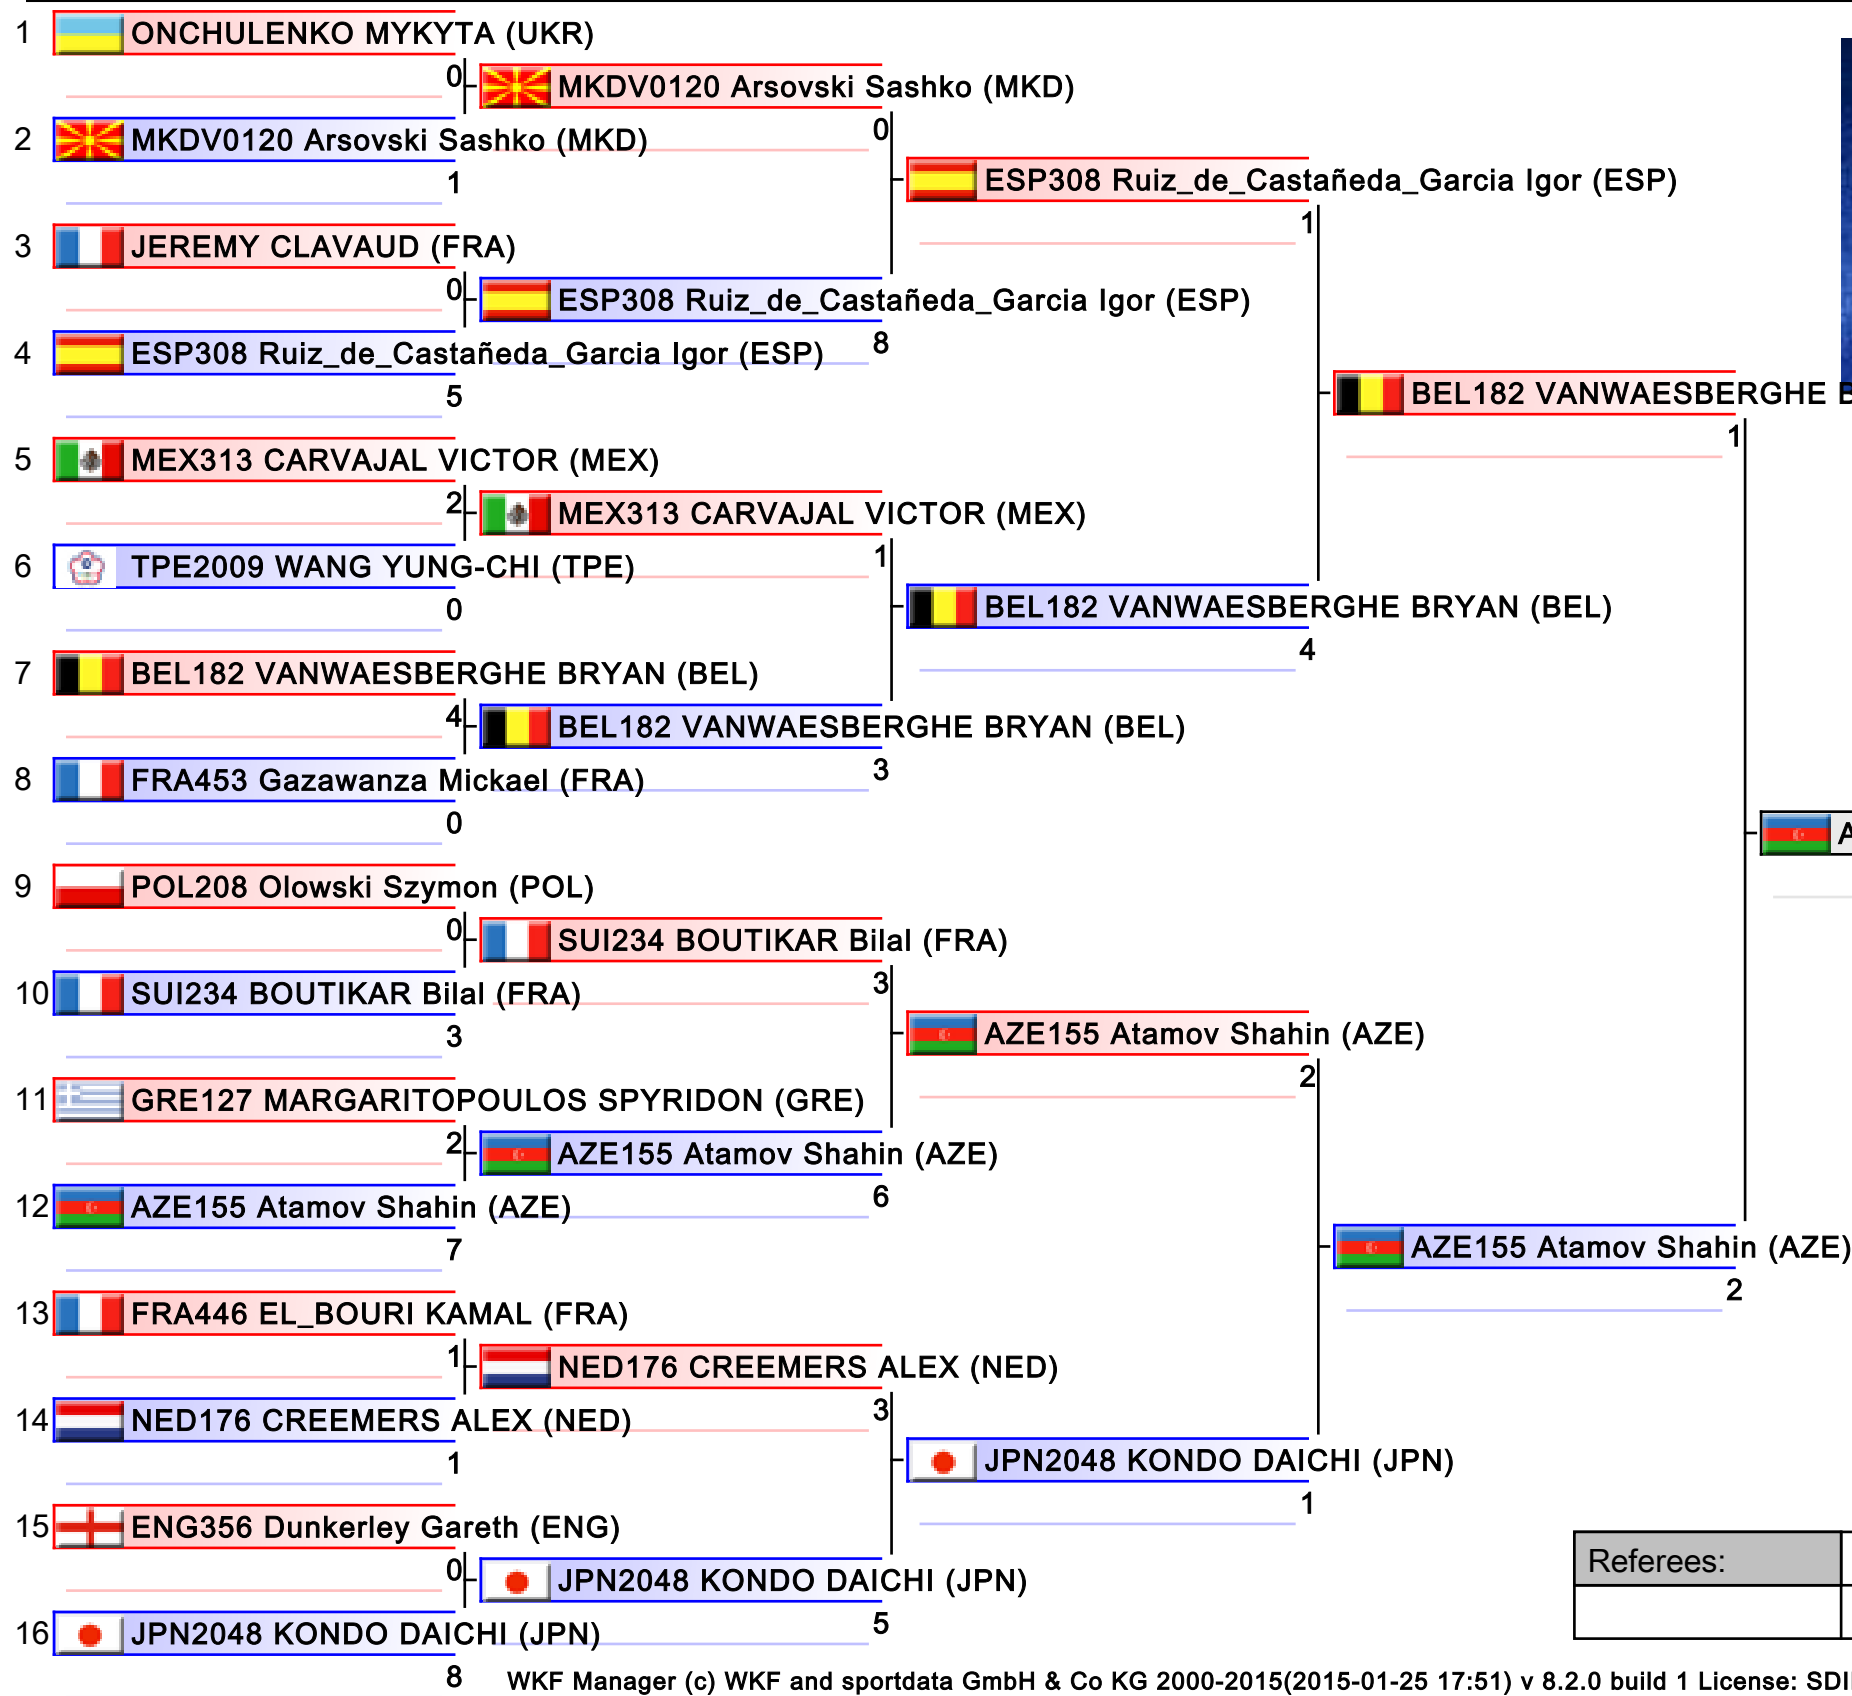 1 ONCHULENKO MYKYTA (UKR)
0
MKDV0120 Arsovski Sashko (MKD)
0
2 MKDV0120 Arsovski Sashko (MKD)
1
ESP308 Ruiz_de_Castañeda_Garcia Igor (ESP)
1
3 JEREMY CLAVAUD (FRA)
0
ESP308 Ruiz_de_Castañeda_Garcia Igor (ESP)
8
4 ESP308 Ruiz_de_Castañeda_Garcia Igor (ESP)
5
BEL182 VANWAESBERGHE
1
5 MEX313 CARVAJAL VICTOR (MEX)
2
MEX313 CARVAJAL VICTOR (MEX)
1
6 TPE2009 WANG YUNG-CHI (TPE)
0
BEL182 VANWAESBERGHE BRYAN (BEL)
4
7 BEL182 VANWAESBERGHE BRYAN (BEL)
4
BEL182 VANWAESBERGHE BRYAN (BEL)
3
8 FRA453 Gazawanza Mickael (FRA)
0
A
9 POL208 Olowski Szymon (POL)
0
SUI234 BOUTIKAR Bilal (FRA)
3
10 SUI234 BOUTIKAR Bilal (FRA)
3
AZE155 Atamov Shahin (AZE)
2
11 GRE127 MARGARITOPOULOS SPYRIDON (GRE)
2
AZE155 Atamov Shahin (AZE)
6
12 AZE155 Atamov Shahin (AZE)
7
AZE155 Atamov Shahin (AZE)
2
13 FRA446 EL_BOURI KAMAL (FRA)
1
NED176 CREEMERS ALEX (NED)
3
14 NED176 CREEMERS ALEX (NED)
1
JPN2048 KONDO DAICHI (JPN)
1
15 ENG356 Dunkerley Gareth (ENG)
0
JPN2048 KONDO DAICHI (JPN)
5
16 JPN2048 KONDO DAICHI (JPN)
8
Referees:
WKF Manager (c) WKF and sportdata GmbH & Co KG 2000-2015(2015-01-25 17:51) v 8.2.0 build 1 License: SDI